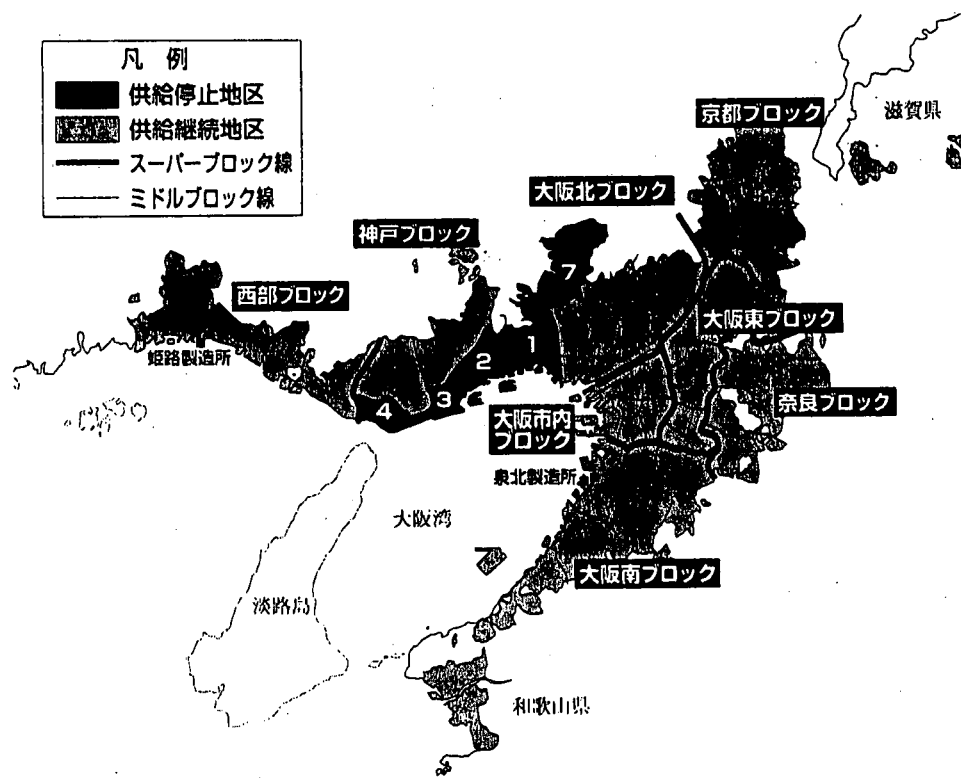 凡 例
供給停止地区
供給継続地区
スーパーブロック線
ミドルブロック線
京都ブロック
滋賀県
大阪北ブロック
神戸ブロック
7
西部ブロック
大阪東ブロック
姫路製造所
1
2
3
4
奈良ブロック
大阪市内
ブロック
泉北製造所
大阪湾
大阪南ブロック
淡路島
和歌山県